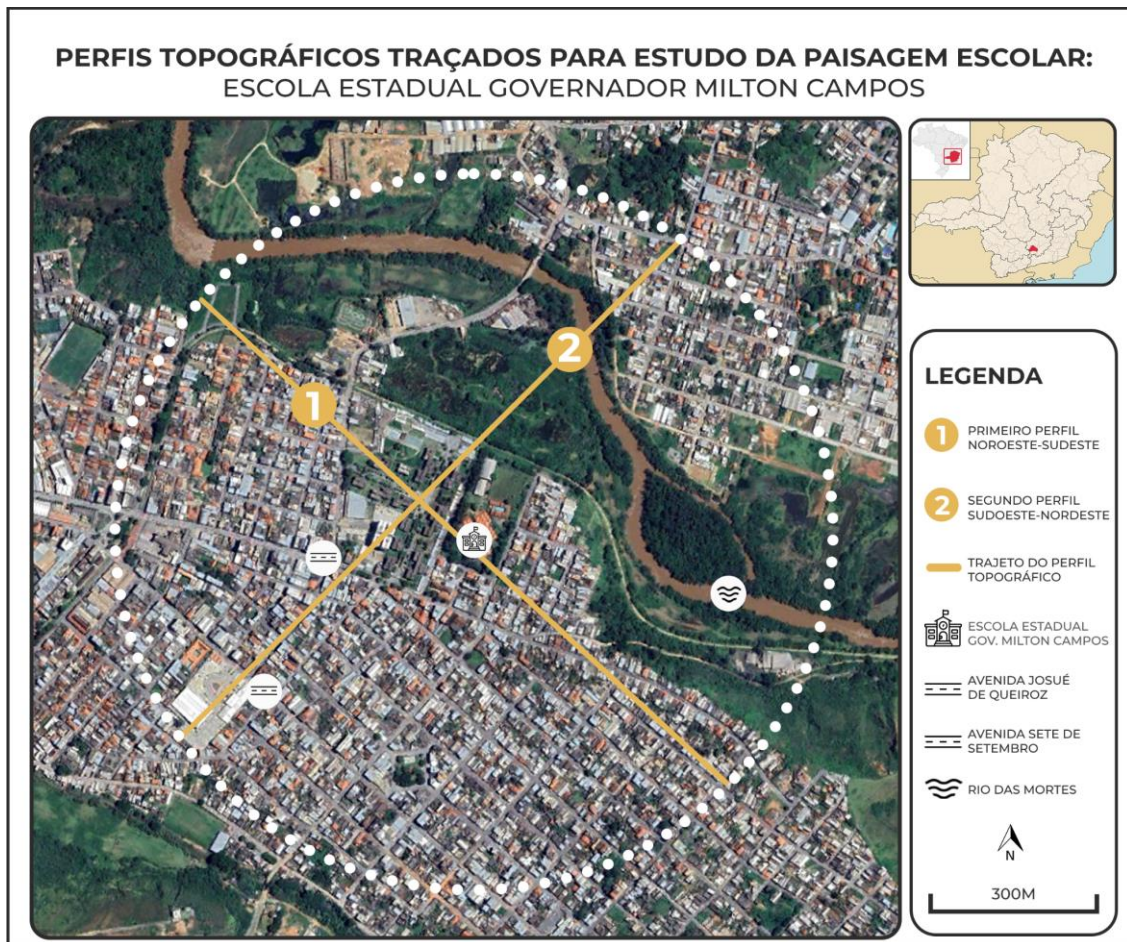 PERFIS TOPOGRÁFICOS TRAÇADOS PARA ESTUDO DA PAISAGEM ESCOLAR:
ESCOLA ESTADUAL GOVERNADOR MILTON CAMPOS
1
2
LEGENDA
1 PRIMEIRO PERFIL
NOROESTE-SUDESTE
2 SEGUNDO PERFIL
SUDOESTE-NORDESTE
TRAJETO DO PERFIL
TOPOGRÁFICO
ESCOLA ESTADUAL
GOV. MILTON CAMPOS
AVENIDA JOSUÉ
DE QUEIROZ
AVENIDA SETE DE
SETEMBRO
RIO DAS MORTES
N
300M